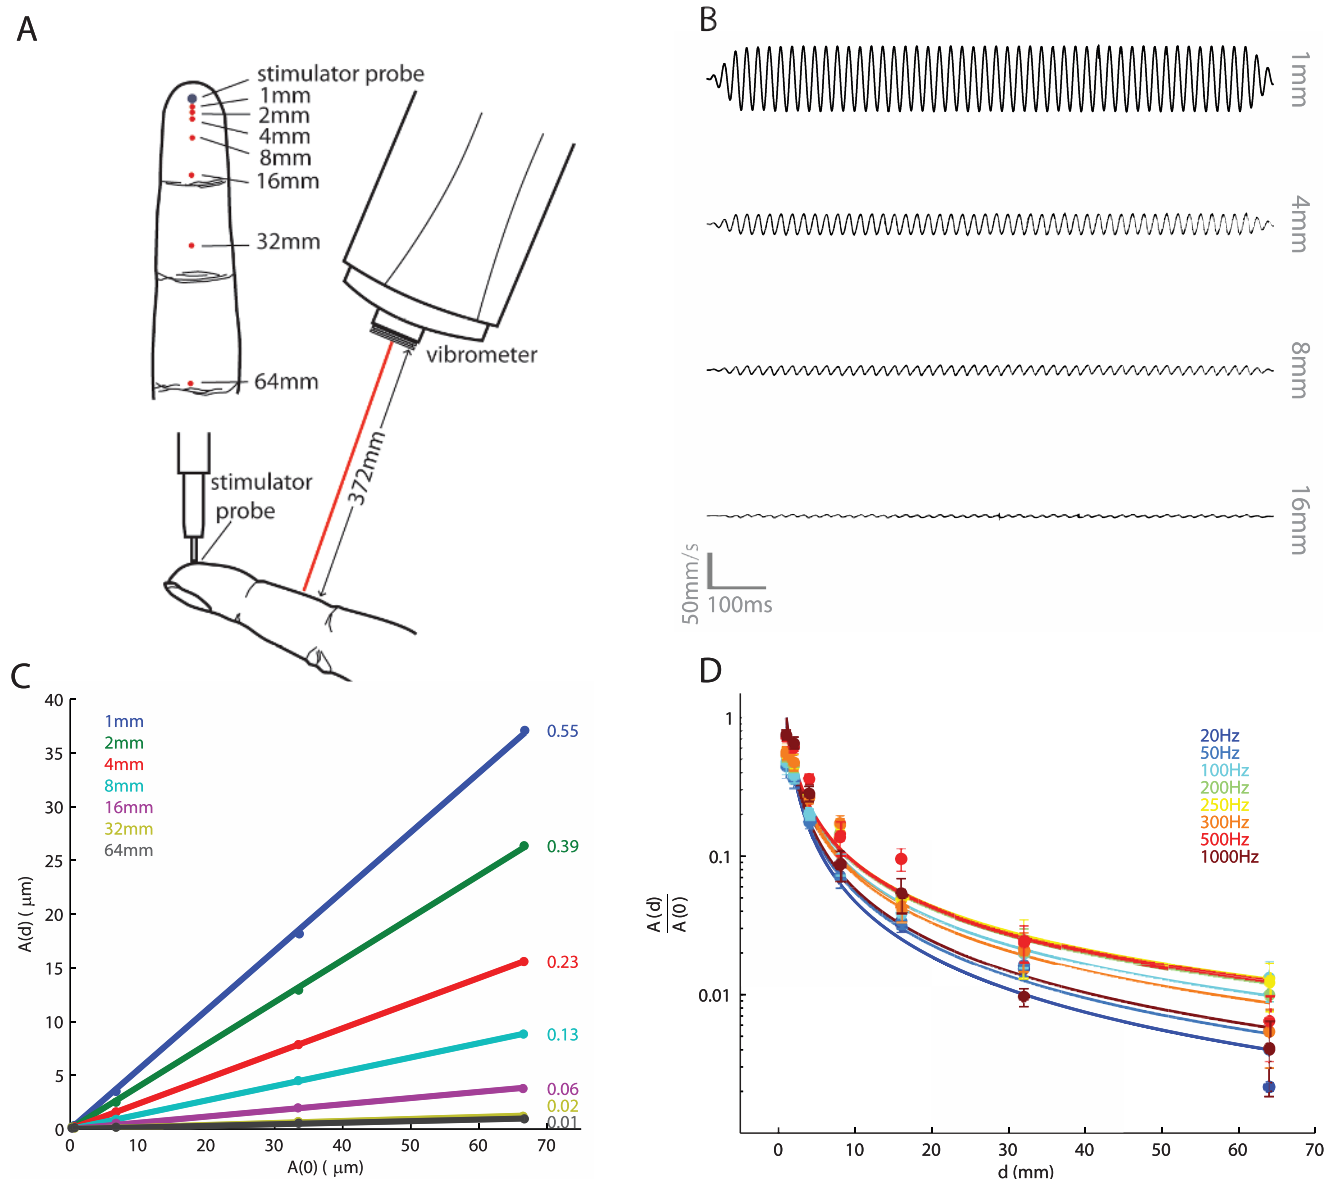 A
stimulator probe
1mm
2mm
4mm
8mm
16mm
32mm
64mm
vibrometer
372mm
stimulator
probe
B
1mm
4mm
8mm
16mm
50mm/s
100ms
C
40
35
30
25
20
15
10
5
0
A(d) ( μm)
1mm
2mm
4mm
8mm
16mm
32mm
64mm
0.55
0.39
0.23
0.13
0.06
0.02
0.01
0 10 20 30 40 50 60 70
A(0) ( μm)
D
1
0.1
0.01
A(d)
A(0)
20Hz
50Hz
100Hz
200Hz
250Hz
300Hz
500Hz
1000Hz
0 10 20 30 40 50 60 70
d (mm)